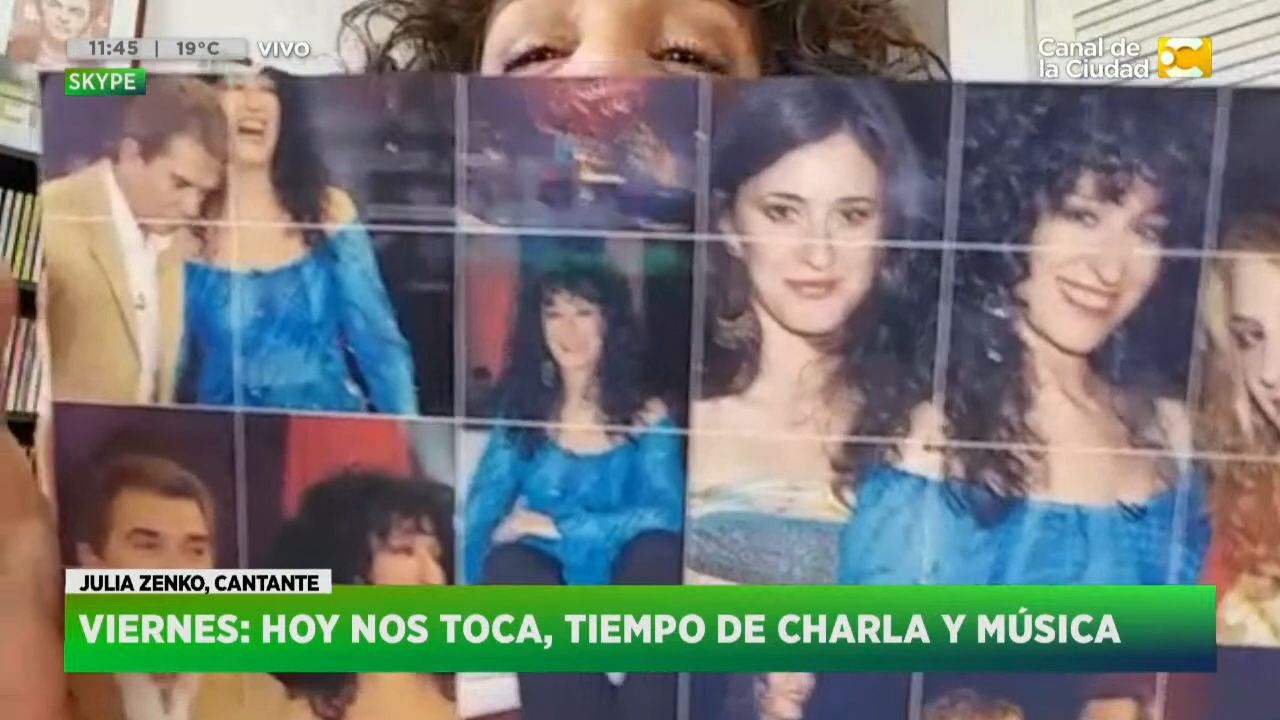 11:45 | 19°C VIVO
SKYPE
Canal de
la Ciudad
JULIA ZENKO, CANTANTE
VIERNES: HOY NOS TOCA, TIEMPO DE CHARLA Y MÚSICA